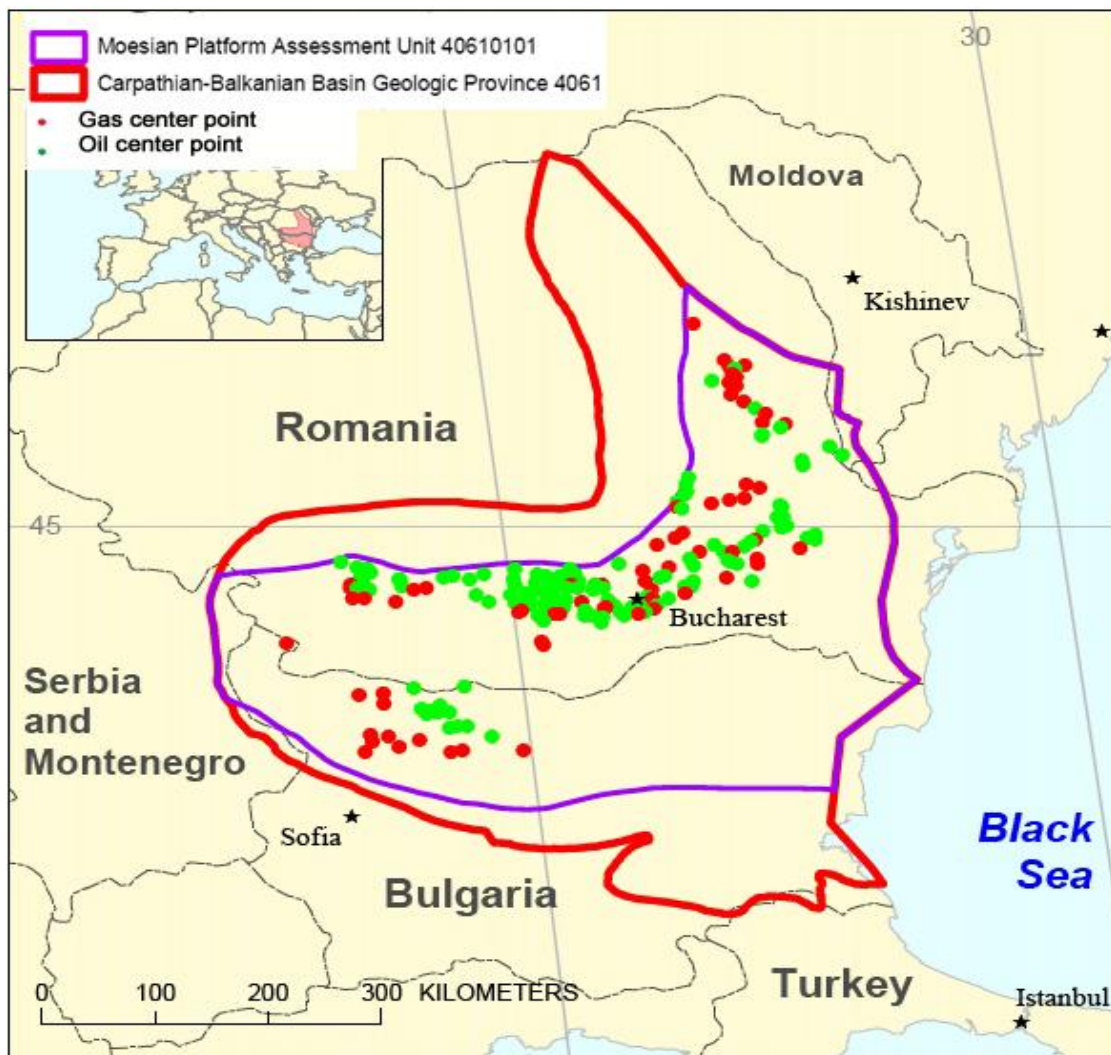 Moesian Platform Assessment Unit 40610101
Carpathian-Balkanian Basin Geologic Province 4061
Gas center point
Oil center point
30
Moldova
Kishinev
Romania
45
Bucharest
Serbia
and
Montenegro
Sofia
Black
Sea
Bulgaria
Turkey
0 100 200 300 KILOMETERS
Istanbul